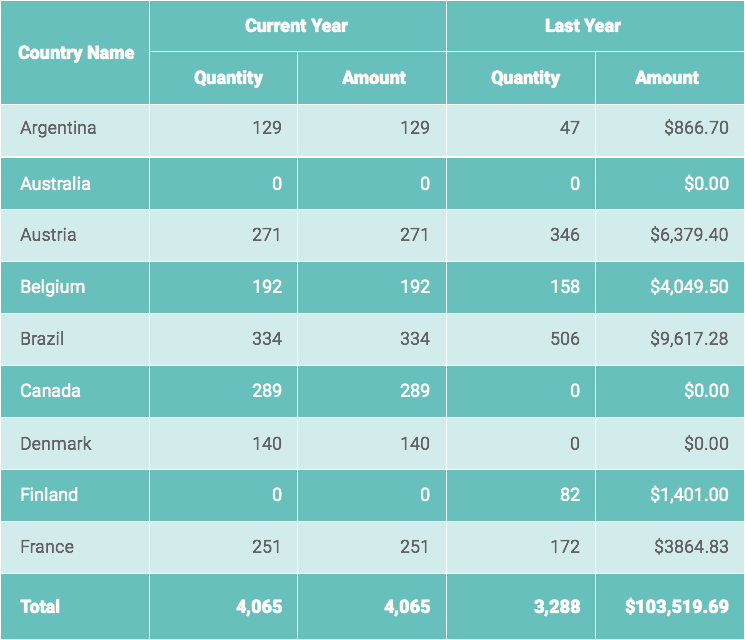 Country Name Current Year Last Year
Quantity Amount Quantity Amount
Argentina 129 129 47 $866.70
Australia 0 0 0 $0.00
Austria 271 271 346 $6,379.40
Belgium 192 192 158 $4,049.50
Brazil 334 334 506 $9,617.28
Canada 289 289 0 $0.00
Denmark 140 140 0 $0.00
Finland 0 0 82 $1,401.00
France 251 251 172 $3864.83
Total 4,065 4,065 3,288 $103,519.69